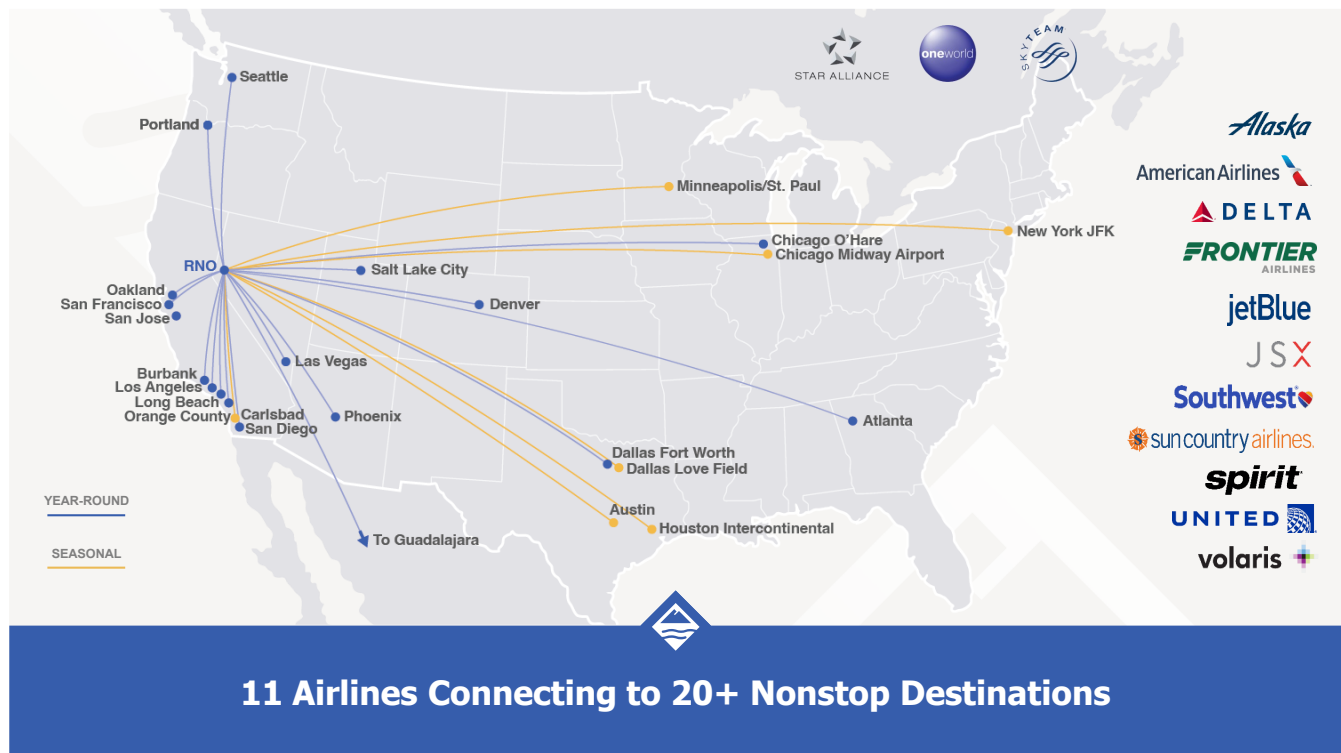 STAR ALLIANCE
oneworld
SKYTEAM
Seattle
Portland
Alaska
American Airlines
Minneapolis/St. Paul
DELTA
New York JFK
Chicago O'Hare
Chicago Midway Airport
FRONTIER
AIRLINES
RNO
Salt Lake City
Oakland
San Francisco
San Jose
Denver
jetBlue
JSX
Las Vegas
Burbank
Los Angeles
Long Beach
Orange County
Carlsbad
San Diego
Phoenix
Southwest
Atlanta
sun country airlines.
Dallas Fort Worth
Dallas Love Field
spirit
YEAR-ROUND
Austin
UNITED
Houston Intercontinental
To Guadalajara
SEASONAL
volaris
11 Airlines Connecting to 20+ Nonstop Destinations